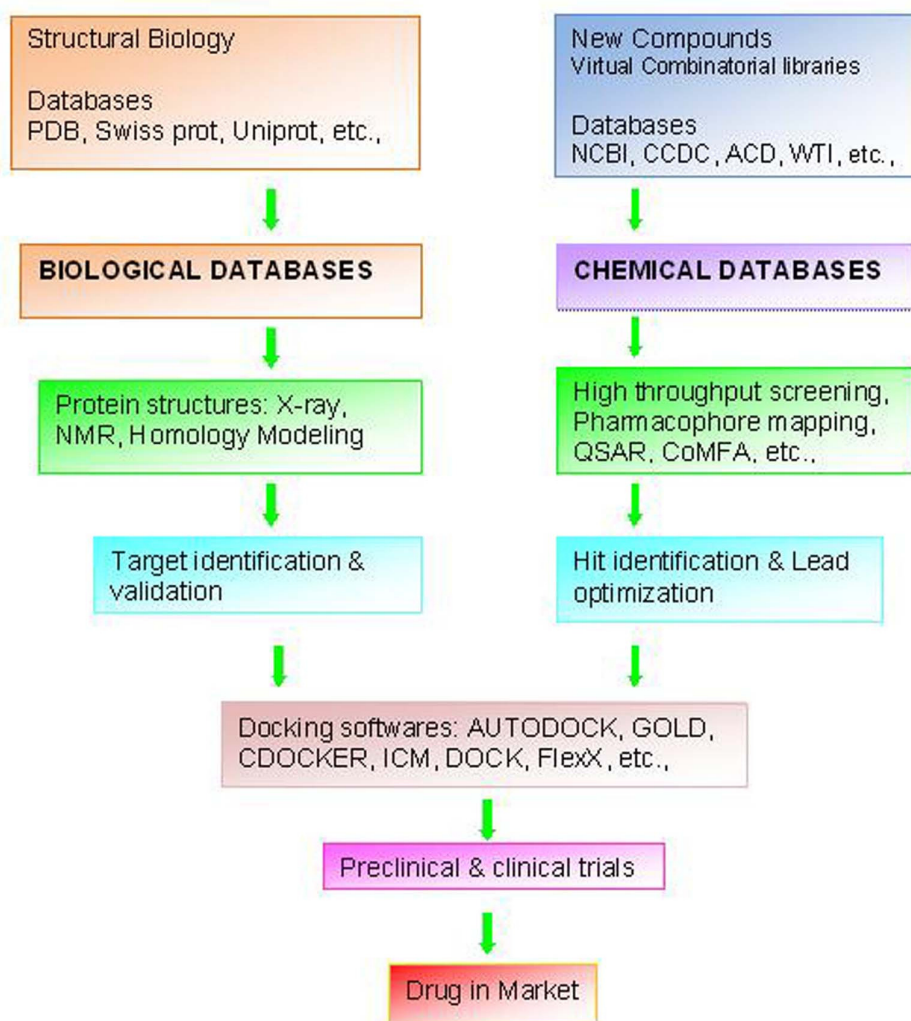 Structural Biology
Databases
PDB, Swiss prot, Uniprot, etc.,
New Compounds
Virtual Combinatorial libraries
Databases
NCBI, CCDC, ACD, WTI, etc.,
BIOLOGICAL DATABASES
CHEMICAL DATABASES
Protein structures: X-ray,
NMR, Homology Modeling
High throughput screening,
Pharmacophore mapping,
QSAR, CoMFA, etc.,
Target identification &
validation
Hit identification & Lead
optimization
Docking softwares: AUTODOCK, GOLD,
CDOCKER, ICM, DOCK, FlexX, etc.,
Preclinical & clinical trials
Drug in Market